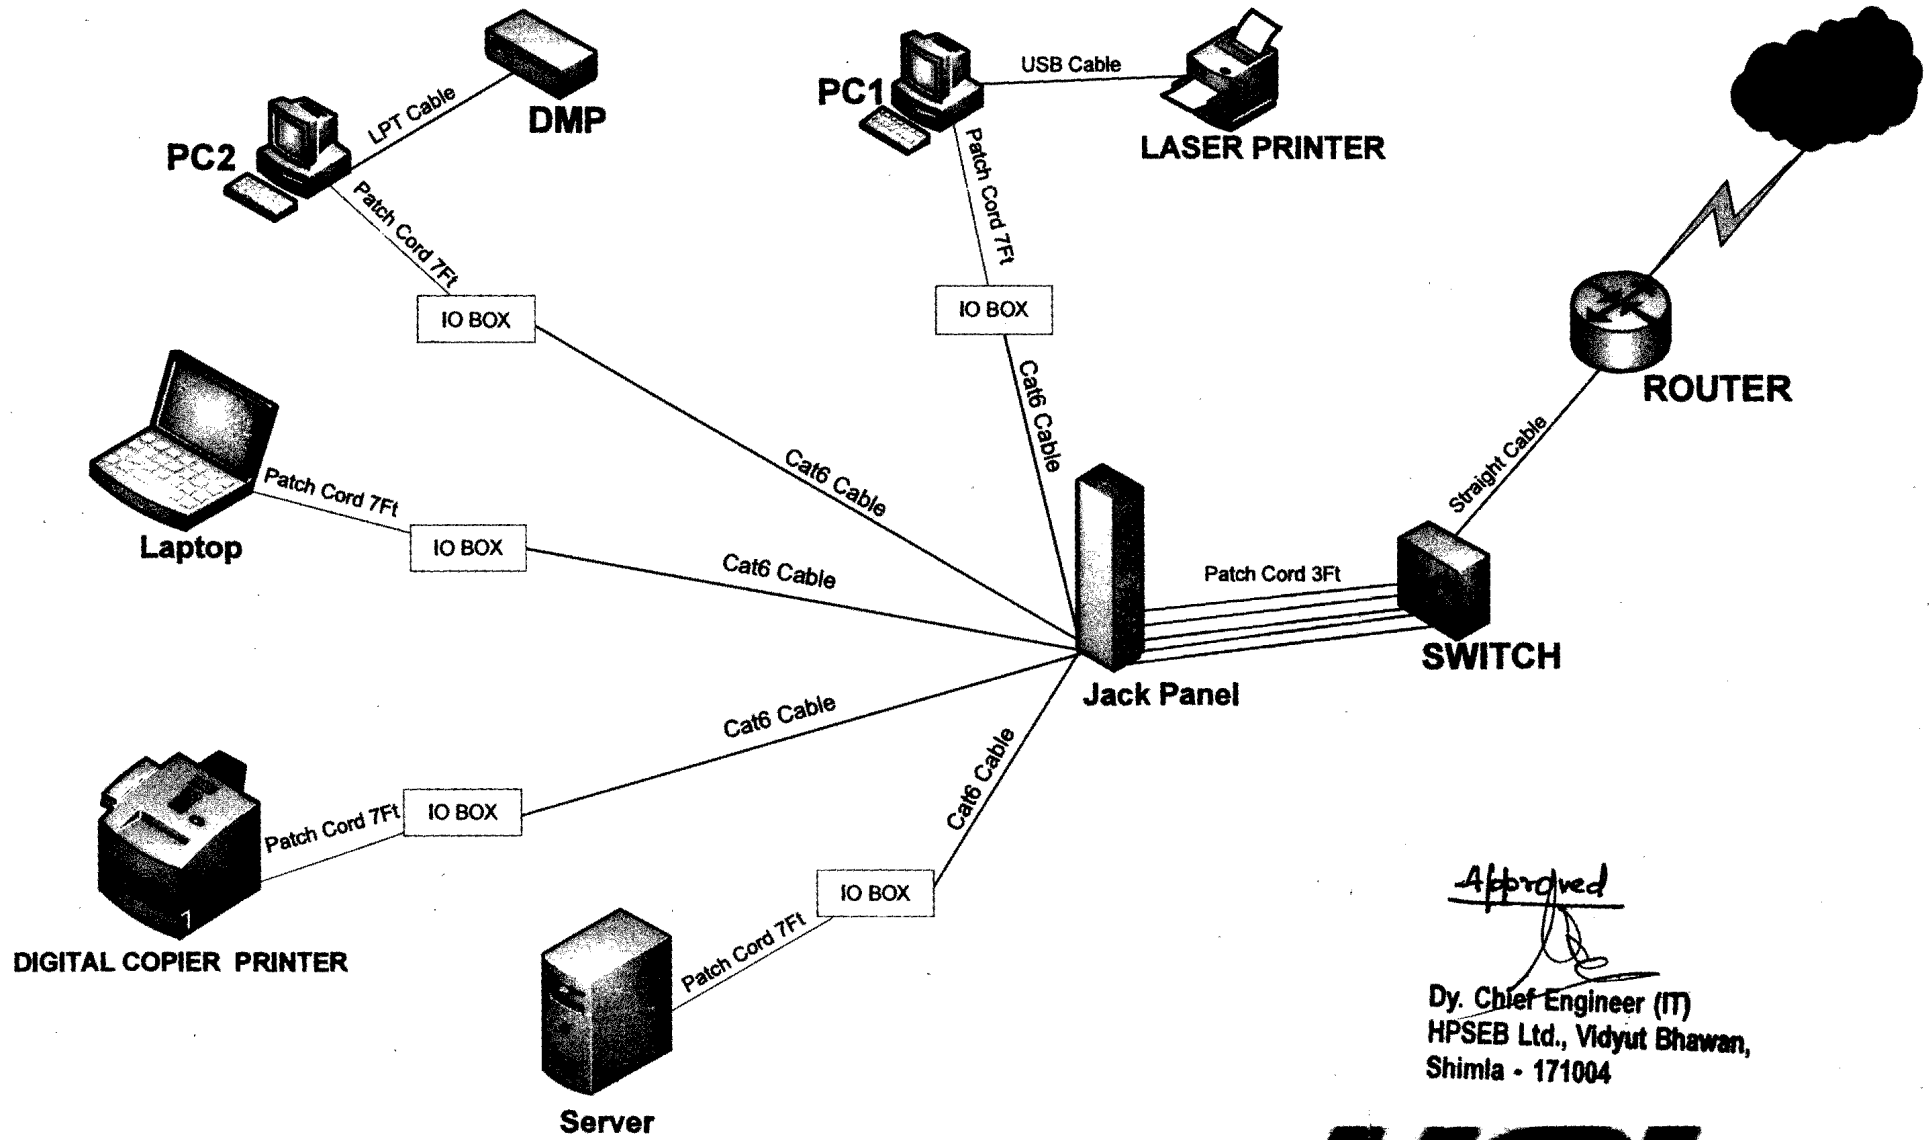 DMP
LPT Cable
PC2
Patch Cord 7Ft
IO BOX
PC1
USB Cable
LASER PRINTER
Patch Cord 7Ft
IO BOX
Cat6 Cable
ROUTER
Straight Cable
Cat6 Cable
Patch Cord 7Ft
Laptop
IO BOX
Cat6 Cable
Patch Cord 3Ft
SWITCH
Jack Panel
Cat6 Cable
Cat6 Cable
Patch Cord 7Ft
IO BOX
DIGITAL COPIER PRINTER
IO BOX
Patch Cord 7Ft
Server
Approved
Dy. Chief Engineer (IT)
HPSEB Ltd., Vidyut Bhawan,
Shimla - 171004